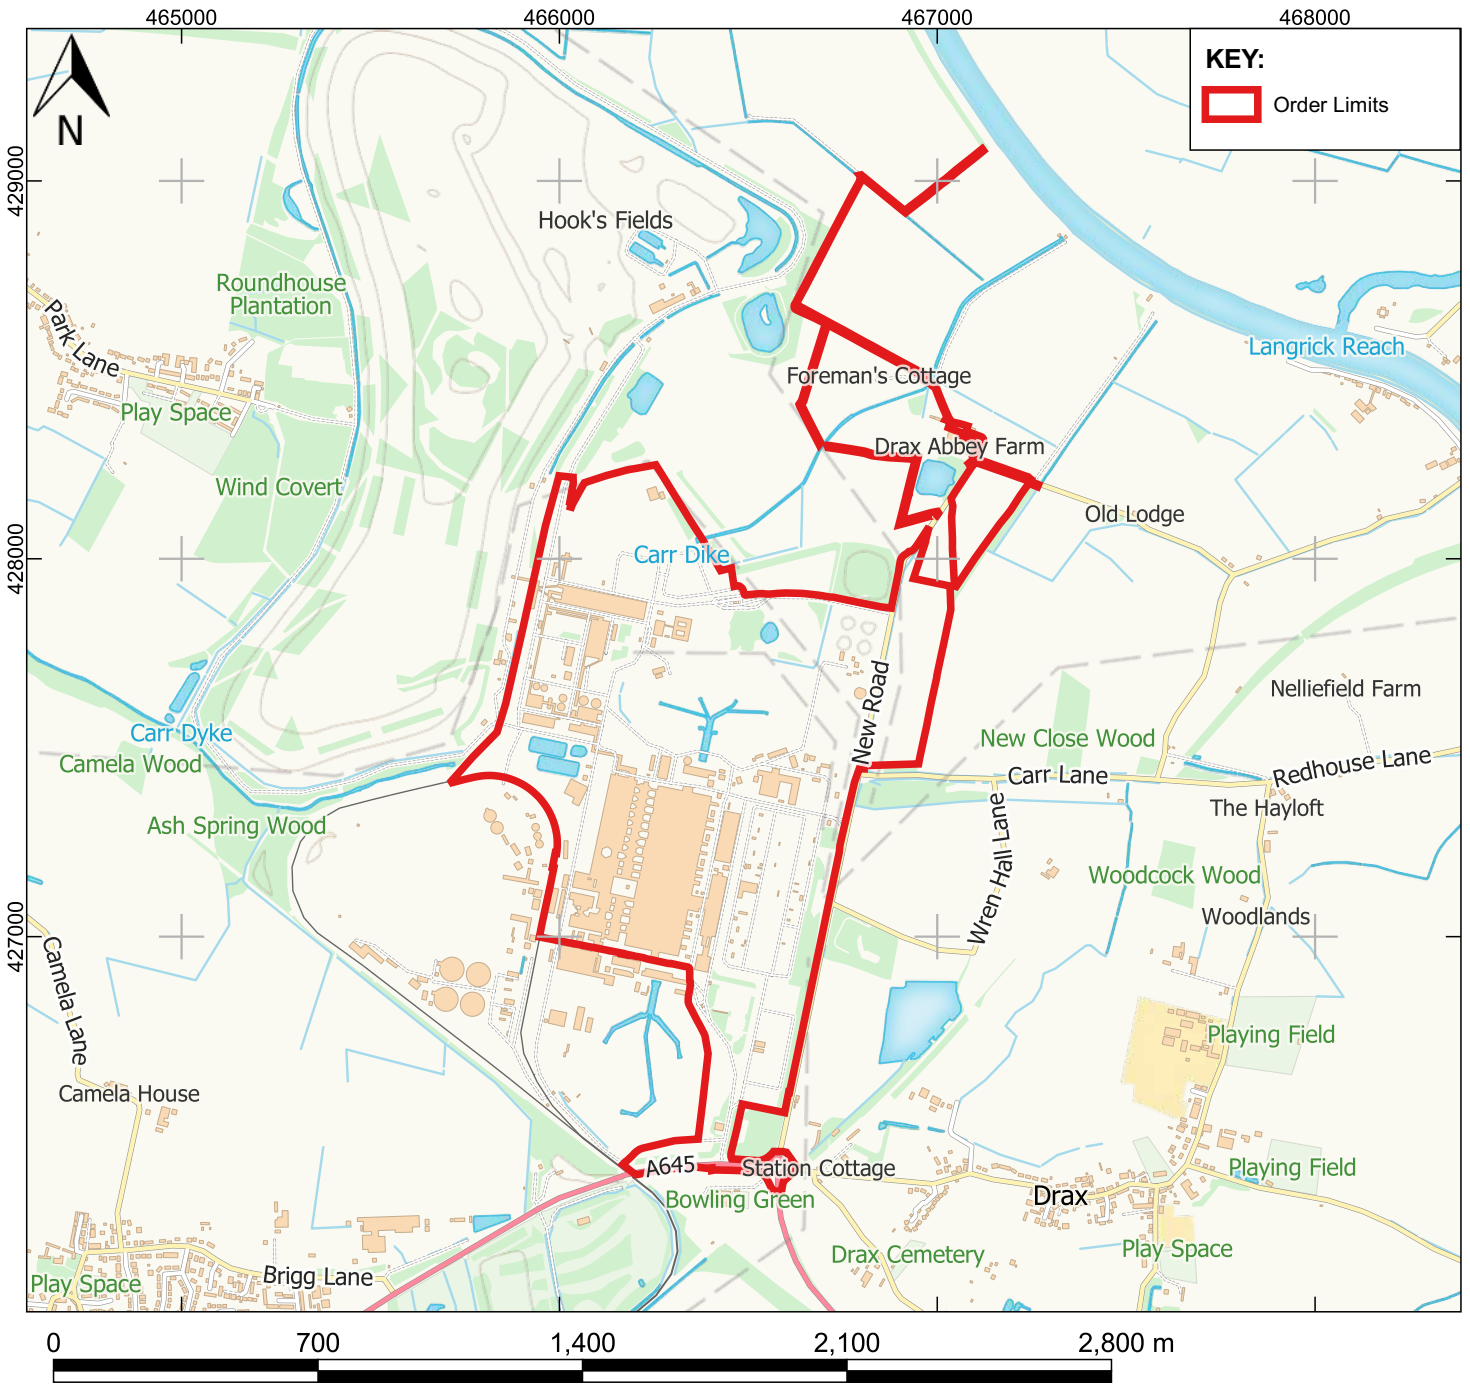 465000 466000 467000 468000
KEY:
Order Limits
N
429000
428000
427000
Hook's Fields
Roundhouse
Plantation
Park Lane
Langrick Reach
Foreman's Cottage
Play Space
Drax Abbey Farm
Wind Covert
Old Lodge
Carr Dike
New Road
Nelliefield Farm
Carr Dyke
New Close Wood
Camela Wood
Carr Lane
Redhouse Lane
The Hayloft
Ash Spring Wood
Wren Hall Lane
Woodcock Wood
Woodlands
Camela Lane
Playing Field
Camela House
A645
Station Cottage
Playing Field
Bowling Green
Drax
Drax Cemetery
Play Space
Brigg Lane
Play Space
0 700 1,400 2,100 2,800 m